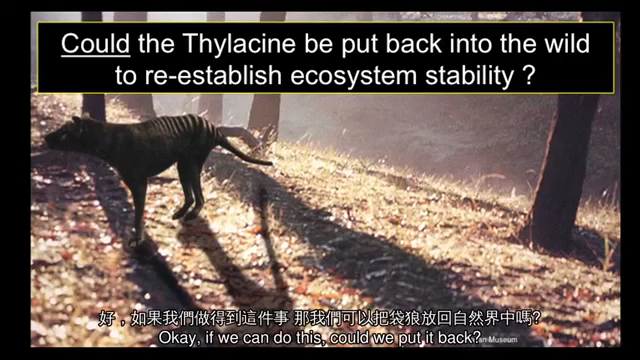 Could the Thylacine be put back into the wild
to re-establish ecosystem stability ?
好，如果我們做得到這件事 那我們可以把袋狼放回自然界中嗎?
Okay, if we can do this, could we put it back?
Museum